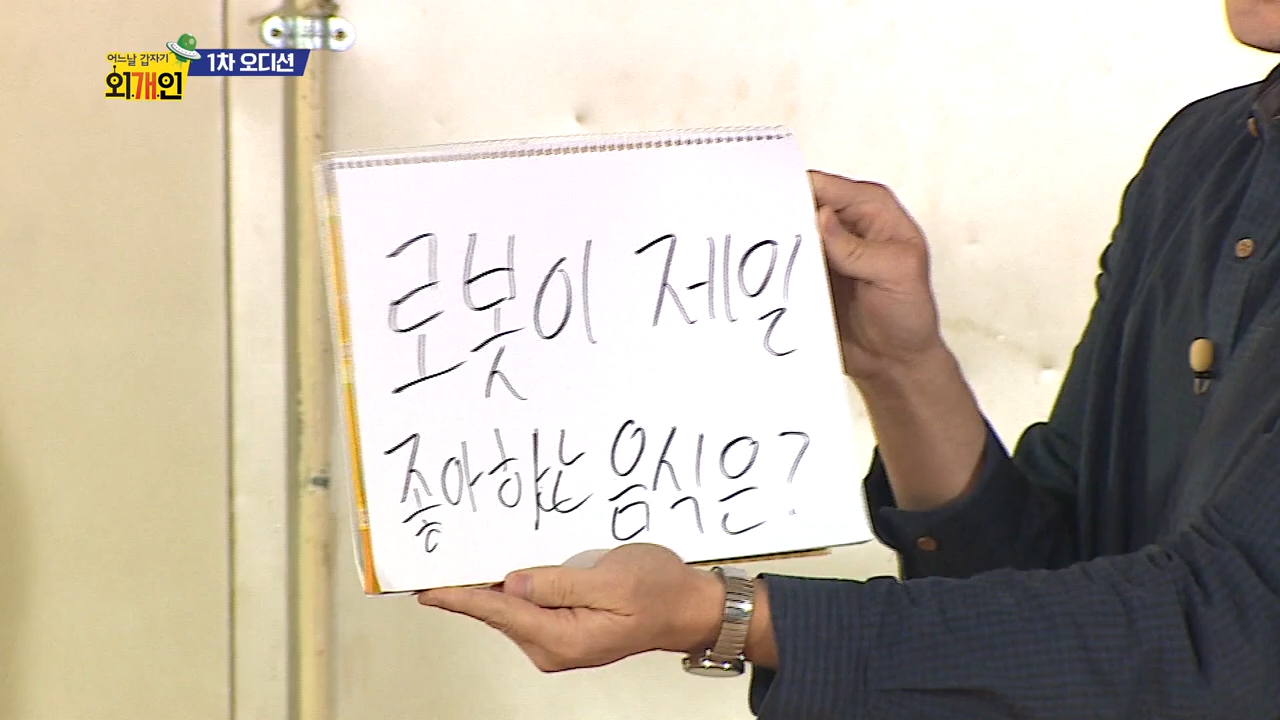 어느날 갑자기
외.개.인
1차 오디션
로봇이 제일
좋아하는 음식은?